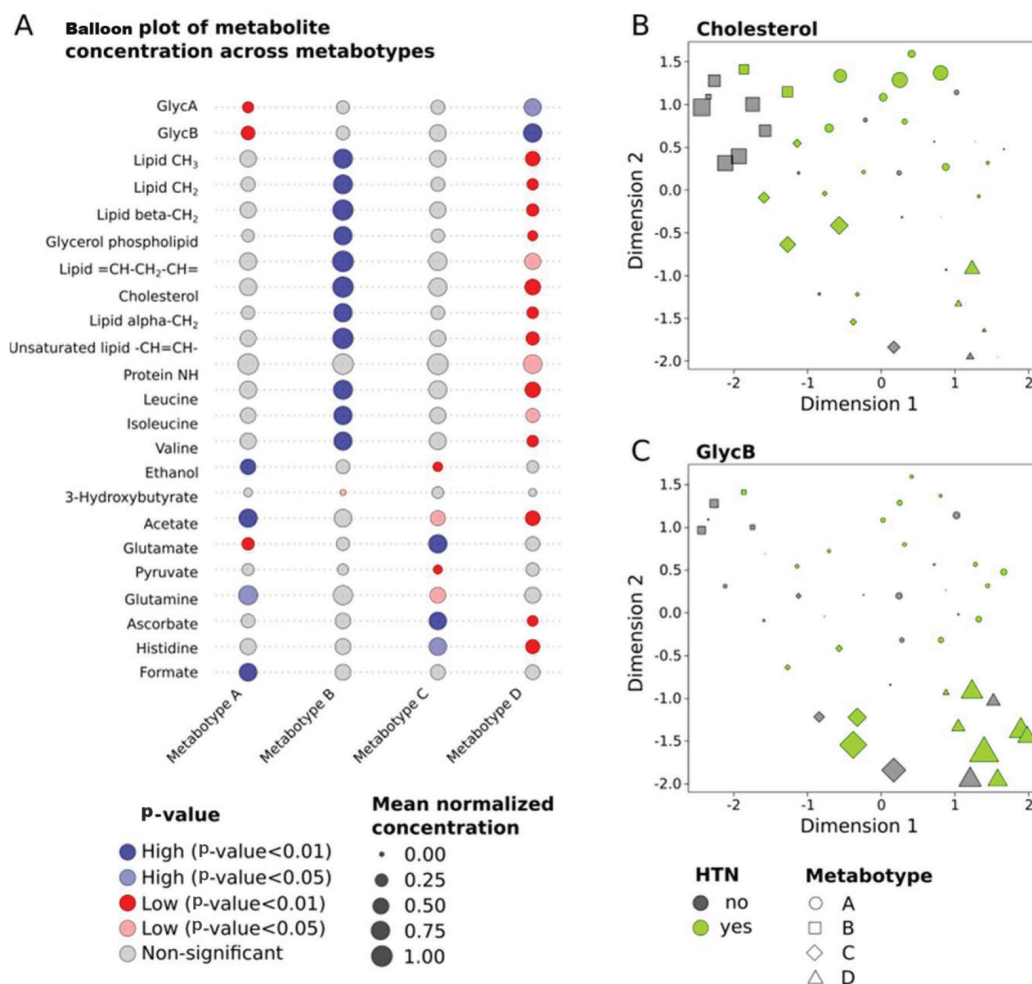 A
Balloon plot of metabolite
concentration across metabotypes
GlycA
GlycB
Lipid CH₃
Lipid CH₂
Lipid beta-CH₂
Glycerol phospholipid
Lipid =CH-CH₂-CH=
Cholesterol
Lipid alpha-CH₂
Unsaturated lipid -CH=CH-
Protein NH
Leucine
Isoleucine
Valine
Ethanol
3-Hydroxybutyrate
Acetate
Glutamate
Pyruvate
Glutamine
Ascorbate
Histidine
Formate
Metabotype A
Metabotype B
Metabotype C
Metabotype D
p-value
High (p-value<0.01)
High (p-value<0.05)
Low (p-value<0.01)
Low (p-value<0.05)
Non-significant
Mean normalized
concentration
0.00
0.25
0.50
0.75
1.00
B
Cholesterol
Dimension 2
1.5
1.0
0.5
0.0
-0.5
-1.0
-1.5
-2.0
-2 -1 0 1 2
Dimension 1
C
GlycB
Dimension 2
1.5
1.0
0.5
0.0
-0.5
-1.0
-1.5
-2.0
-2 -1 0 1 2
Dimension 1
HTN
no
yes
Metabotype
A
B
C
D